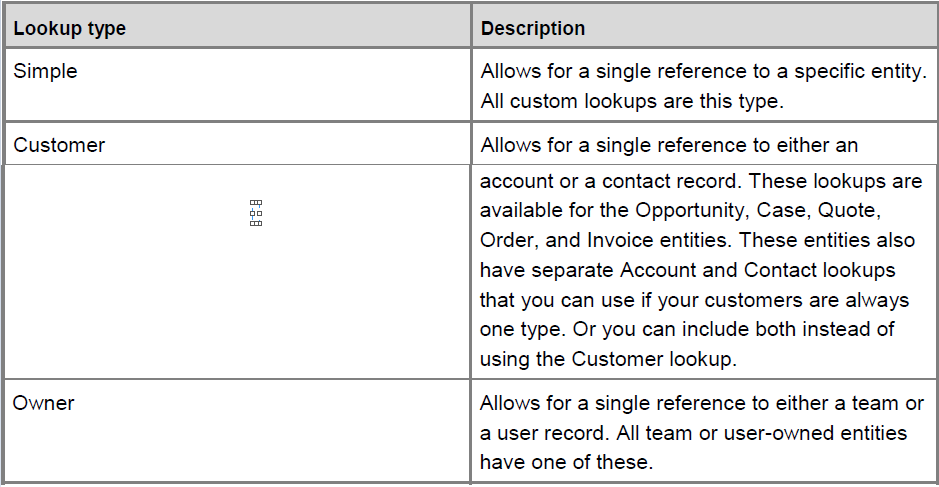 Lookup type Description
Simple Allows for a single reference to a specific entity.
All custom lookups are this type.
Customer Allows for a single reference to either an
account or a contact record. These lookups are
available for the Opportunity, Case, Quote,
Order, and Invoice entities. These entities also
have separate Account and Contact lookups
that you can use if your customers are always
one type. Or you can include both instead of
using the Customer lookup.
Owner Allows for a single reference to either a team or
a user record. All team or user-owned entities
have one of these.